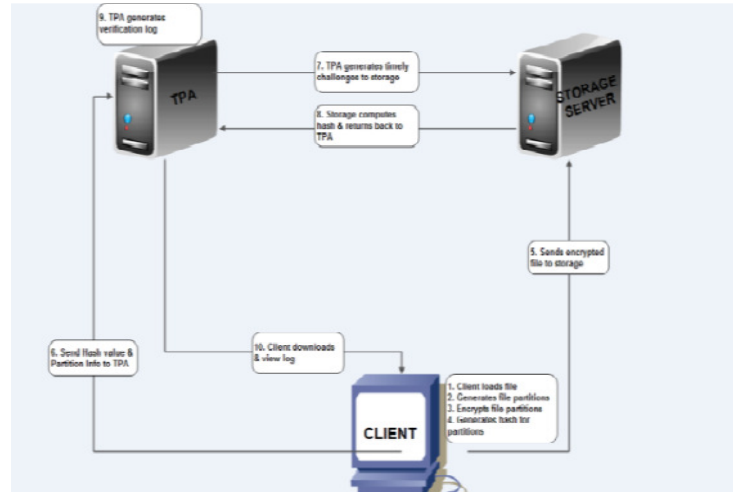 9. TPA generates
verification log
TPA
7. TPA generates timely
challenges to storage
STORAGE
SERVER
8. Storage computes
hash & returns back to
TPA
5. Sends encrypted
file to storage
6. Send Hash value &
Partition Info to TPA
10. Client downloads
& view log
1. Client loads file
2. Generates file partitions
3. Encrypts file partitions
4. Generates hash for
partitions
CLIENT